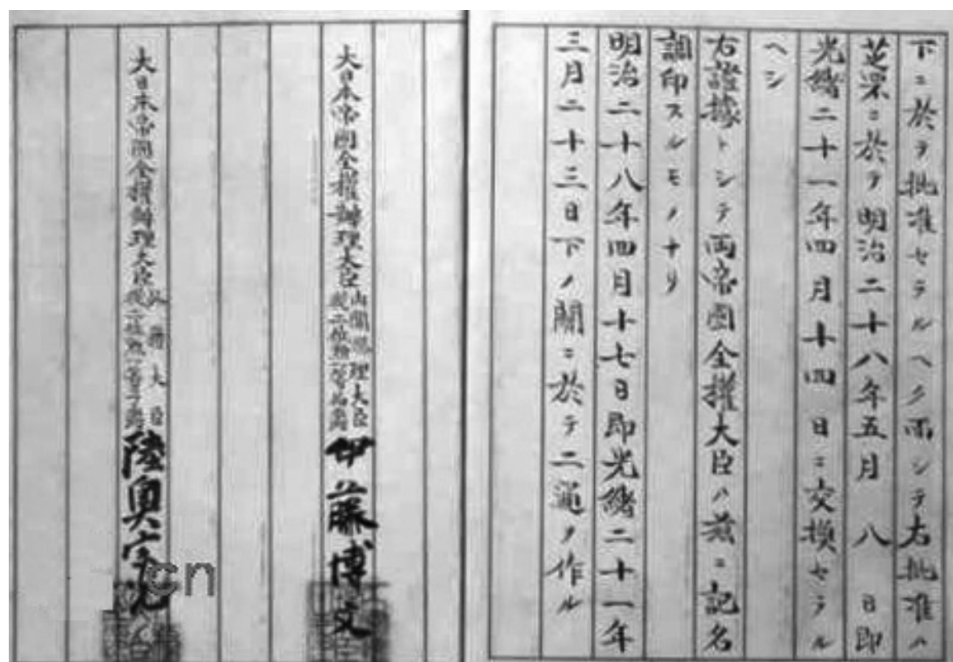 下ニ於テ批准セラルヘク而シテ右批准ハ
芝罘ニ於テ明治二十八年五月 八 日即
光緒二十一年四月十四日ニ交換セラル
ヘシ
右證據トシテ両帝國全權大臣ハ茲ニ記名
調印スルモノナリ
明治二十八年四月十七日即光緒二十一年
三月二十三日下ノ關ニ於テ二通ヲ作ル
大日本帝國全權辦理大臣 内閣總理大臣 從二位勲一等伯爵 伊藤博文
大日本帝國全權辦理大臣 外務大臣 從二位勲一等子爵 陸奥宗光
cn